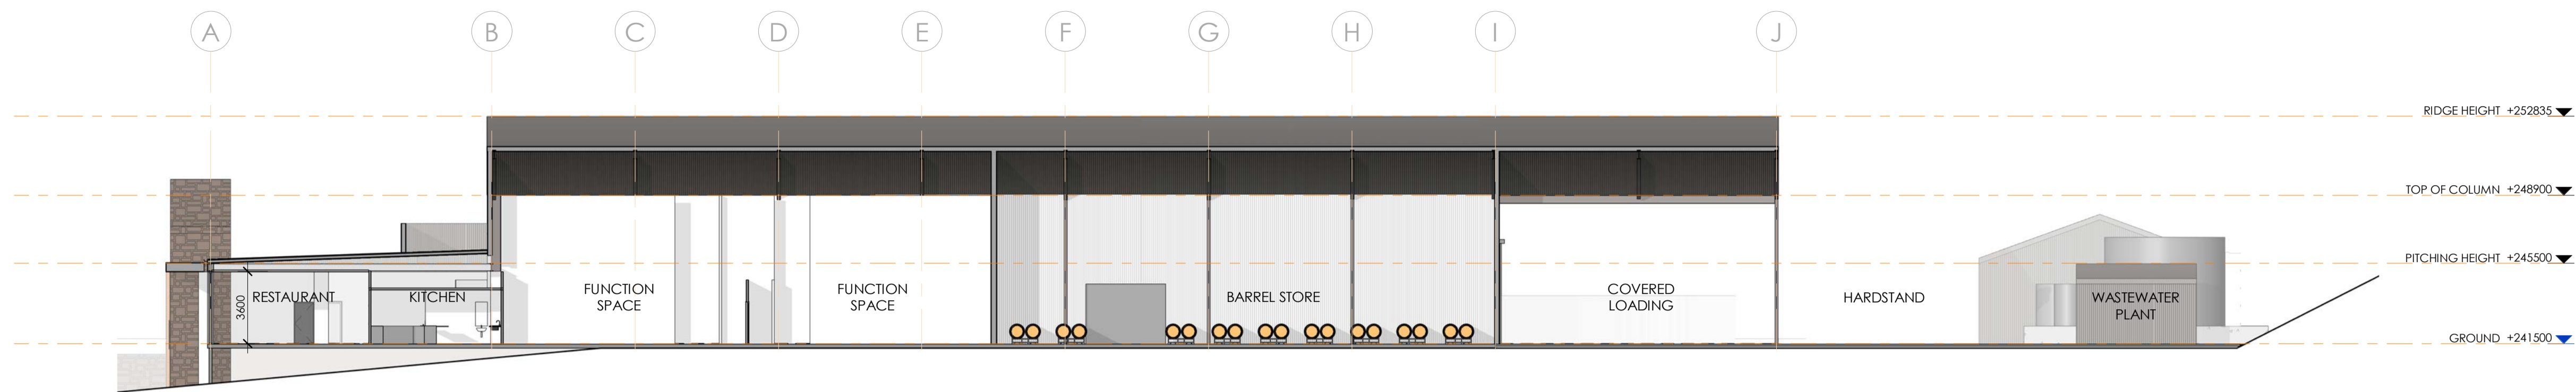 A B C D E F G H I J
RIDGE HEIGHT +252835
TOP OF COLUMN +248900
PITCHING HEIGHT +245500
3600
RESTAURANT
KITCHEN
FUNCTION
SPACE
FUNCTION
SPACE
BARREL STORE
COVERED
LOADING
HARDSTAND
WASTEWATER
PLANT
GROUND +241500